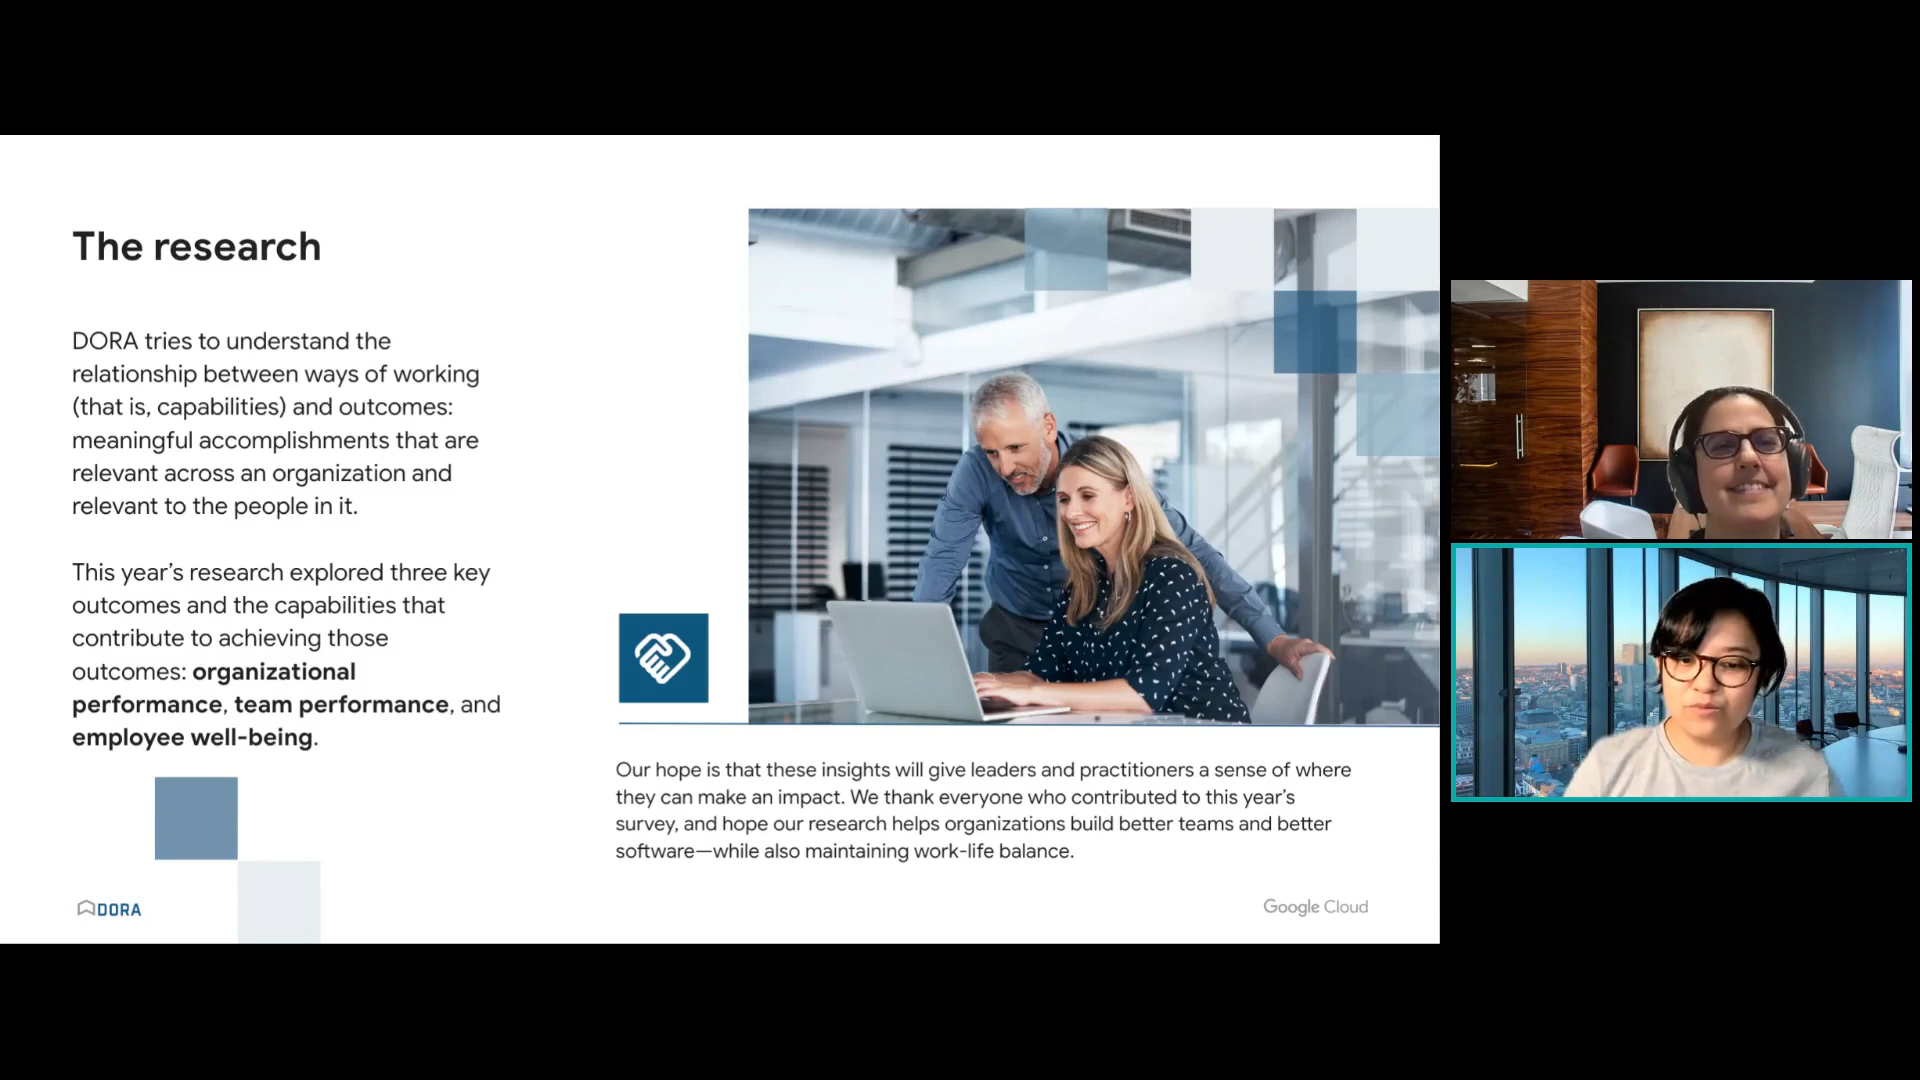 The research
DORA tries to understand the
relationship between ways of working
(that is, capabilities) and outcomes:
meaningful accomplishments that are
relevant across an organization and
relevant to the people in it.
This year’s research explored three key
outcomes and the capabilities that
contribute to achieving those
outcomes: organizational
performance, team performance, and
employee well-being.
Our hope is that these insights will give leaders and practitioners a sense of where
they can make an impact. We thank everyone who contributed to this year’s
survey, and hope our research helps organizations build better teams and better
software—while also maintaining work-life balance.
DORA
Google Cloud